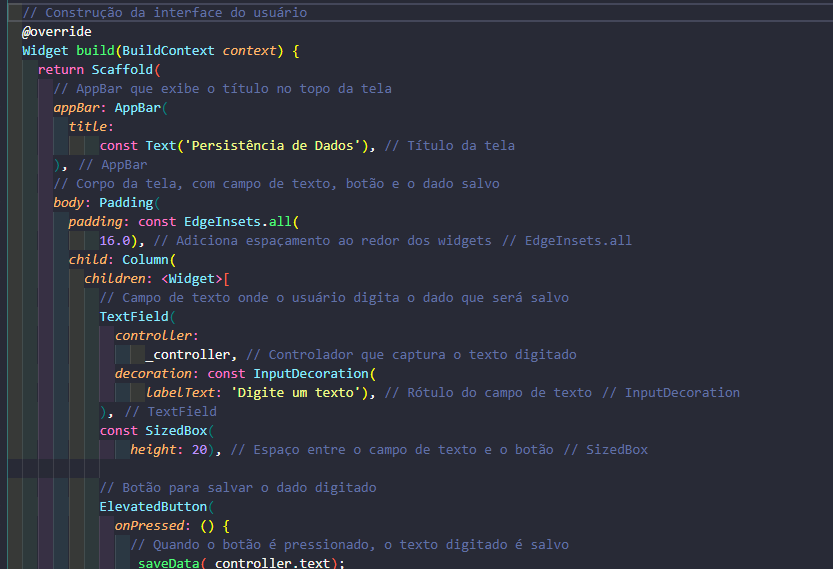 // Construção da interface do usuário
@override
Widget build(BuildContext context) {
return Scaffold(
// AppBar que exibe o título no topo da tela
appBar: AppBar(
title:
const Text('Persistência de Dados'), // Título da tela
), // AppBar
// Corpo da tela, com campo de texto, botão e o dado salvo
body: Padding(
padding: const EdgeInsets.all(
16.0), // Adiciona espaçamento ao redor dos widgets // EdgeInsets.all
child: Column(
children: <Widget>[
// Campo de texto onde o usuário digita o dado que será salvo
TextField(
controller:
_controller, // Controlador que captura o texto digitado
decoration: const InputDecoration(
labelText: 'Digite um texto'), // Rótulo do campo de texto // InputDecoration
), // TextField
const SizedBox(
height: 20), // Espaço entre o campo de texto e o botão // SizedBox
// Botão para salvar o dado digitado
ElevatedButton(
onPressed: () {
// Quando o botão é pressionado, o texto digitado é salvo
_saveData(_controller.text);